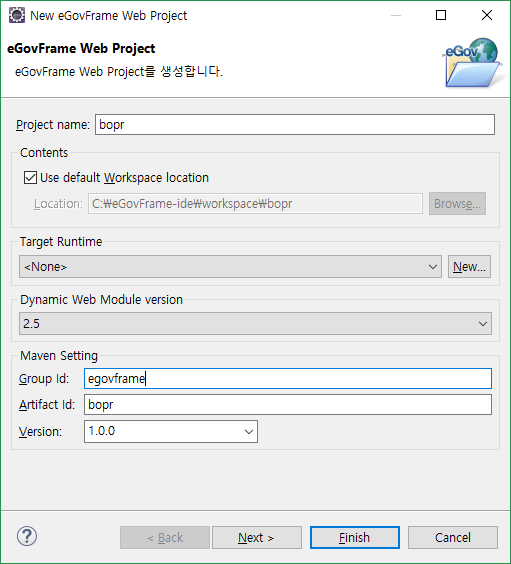 New eGovFrame Web Project
eGovFrame Web Project
eGovFrame Web Project를 생성합니다.
eGov
Project name: bopr
Contents
Use default Workspace location
Location: C:₩eGovFrame-ide₩workspace₩bopr Browse...
Target Runtime
<None> New...
Dynamic Web Module version
2.5
Maven Setting
Group Id: egovframe
Artifact Id: bopr
Version: 1.0.0
? < Back Next > Finish Cancel